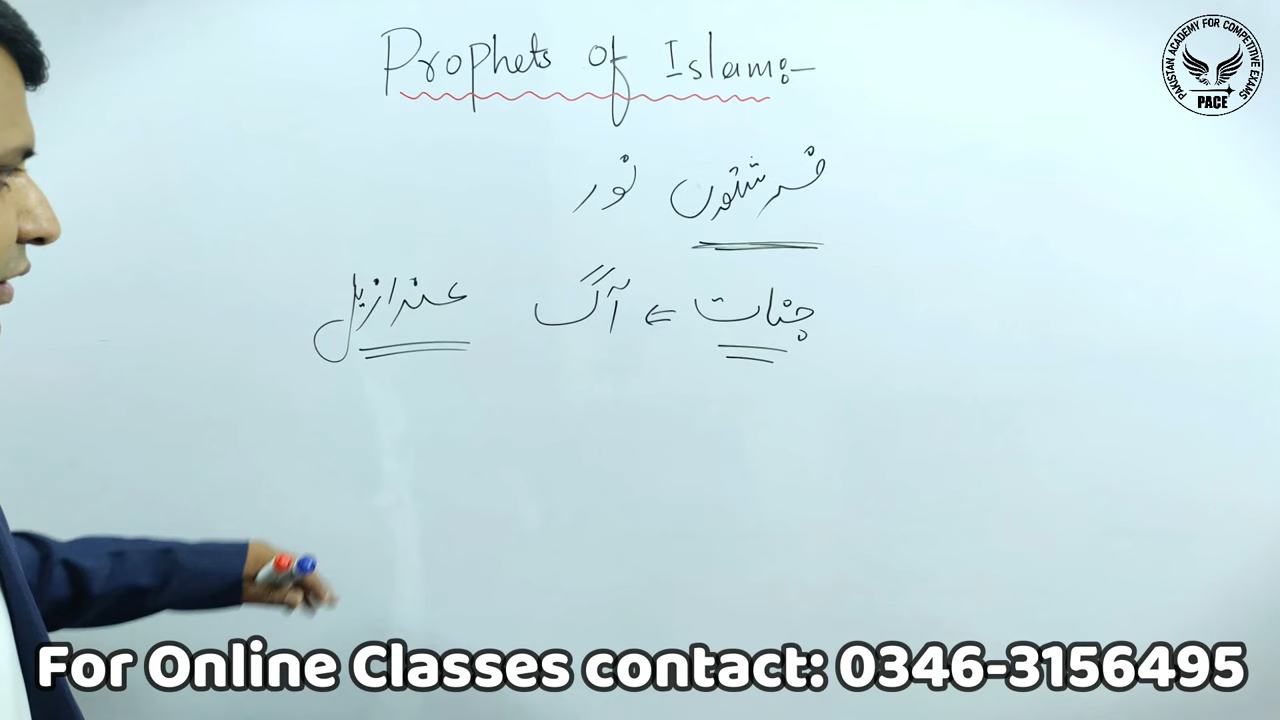 Prophets of Islam:-
فرشتوں نور
جنات ⇐ آگ عزازیل
PAKISTAN ACADEMY FOR COMPETITIVE EXAMS
PACE
For Online Classes contact: 0346-3156495